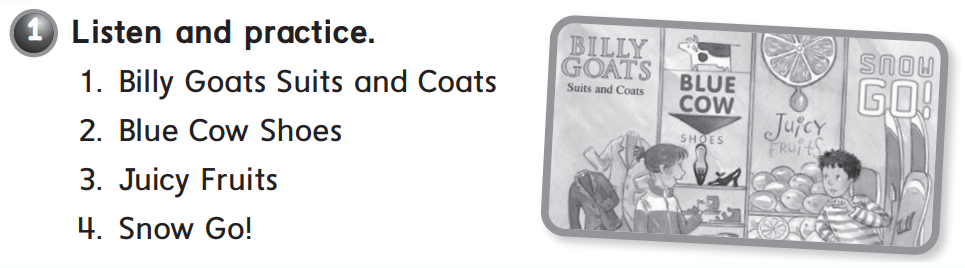 1 Listen and practice.
1. Billy Goats Suits and Coats
2. Blue Cow Shoes
3. Juicy Fruits
4. Snow Go!
BILLY
GOATS
Suits and Coats
BLUE
COW
SHOES
JUICY
FRUITS
SNOW
GO!